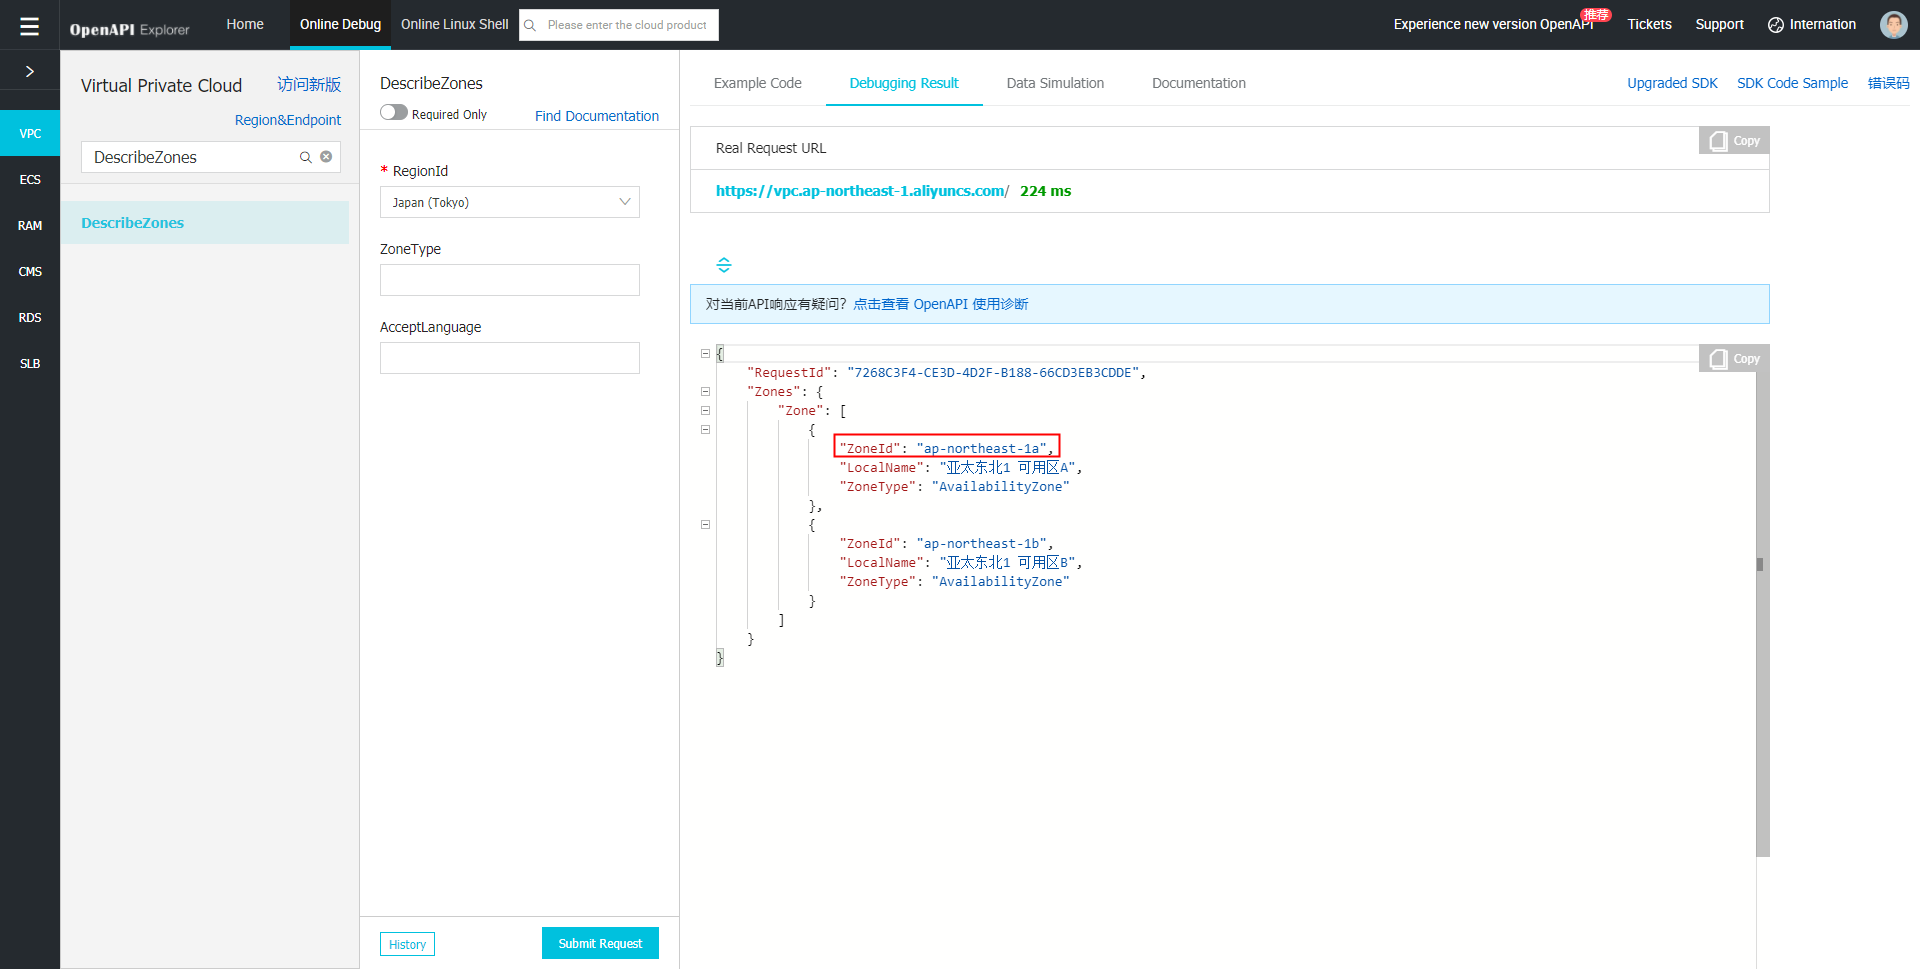 OpenAPI Explorer
Home
Online Debug
Online Linux Shell
Please enter the cloud product
Experience new version OpenAPI
推荐
Tickets
Support
Internation
VPC
ECS
RAM
CMS
RDS
SLB
Virtual Private Cloud
访问新版
Region&Endpoint
DescribeZones
DescribeZones
DescribeZones
Required Only
Find Documentation
* RegionId
Japan (Tokyo)
ZoneType
AcceptLanguage
History
Submit Request
Example Code
Debugging Result
Data Simulation
Documentation
Upgraded SDK
SDK Code Sample
错误码
Real Request URL
Copy
https://vpc.ap-northeast-1.aliyuncs.com/ 224 ms
对当前API响应有疑问？点击查看 OpenAPI 使用诊断
Copy
{
"RequestId": "7268C3F4-CE3D-4D2F-B188-66CD3EB3CDDE",
"Zones": {
"Zone": [
{
"ZoneId": "ap-northeast-1a",
"LocalName": "亚太东北1 可用区A",
"ZoneType": "AvailabilityZone"
},
{
"ZoneId": "ap-northeast-1b",
"LocalName": "亚太东北1 可用区B",
"ZoneType": "AvailabilityZone"
}
]
}
}